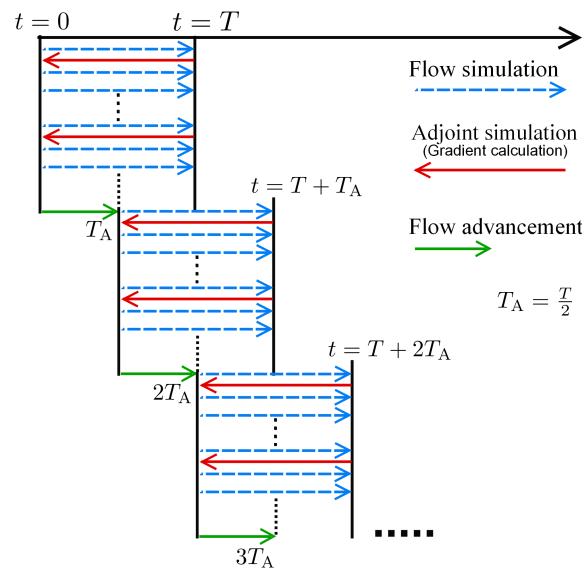 t = 0
t = T
Flow simulation
Adjoint simulation
(Gradient calculation)
t = T + T_A
T_A
Flow advancement
T_A = T/2
t = T + 2T_A
2T_A
3T_A